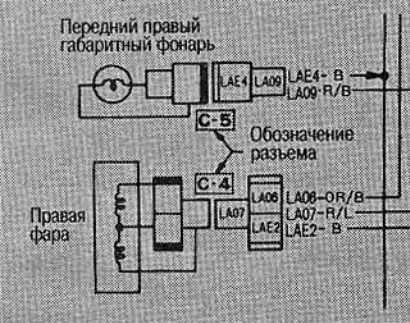 Передний правый
габаритный фонарь
LAE4 LA09 LAE4- B
LA09-R/B
C-5
Обозначение
разъема
C-4
Правая
фара
LA06 LA06-OR/B
LA07 LA07-R/L
LAE2 LAE2- B